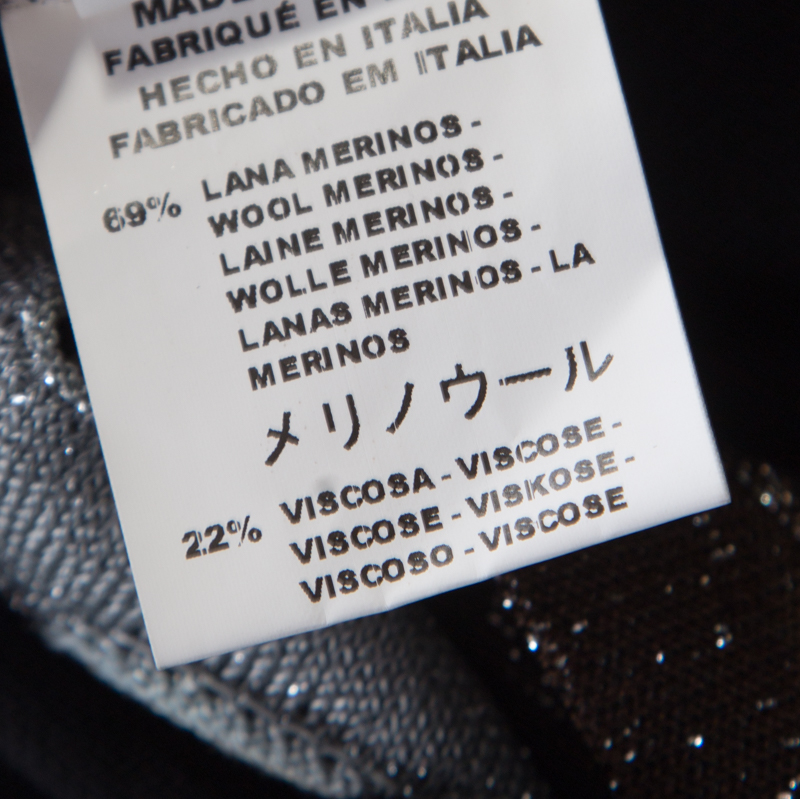 MADE
FABRIQUÉ EN
HECHO EN ITALIA
FABRICADO EM ITALIA
69% LANA MERINOS -
WOOL MERINOS -
LAINE MERINOS -
WOLLE MERINOS -
LANAS MERINOS - LA
MERINOS
メリノウール
22% VISCOSA - VISCOSE -
VISCOSE - VISKOSE -
VISCOSO - VISCOSE